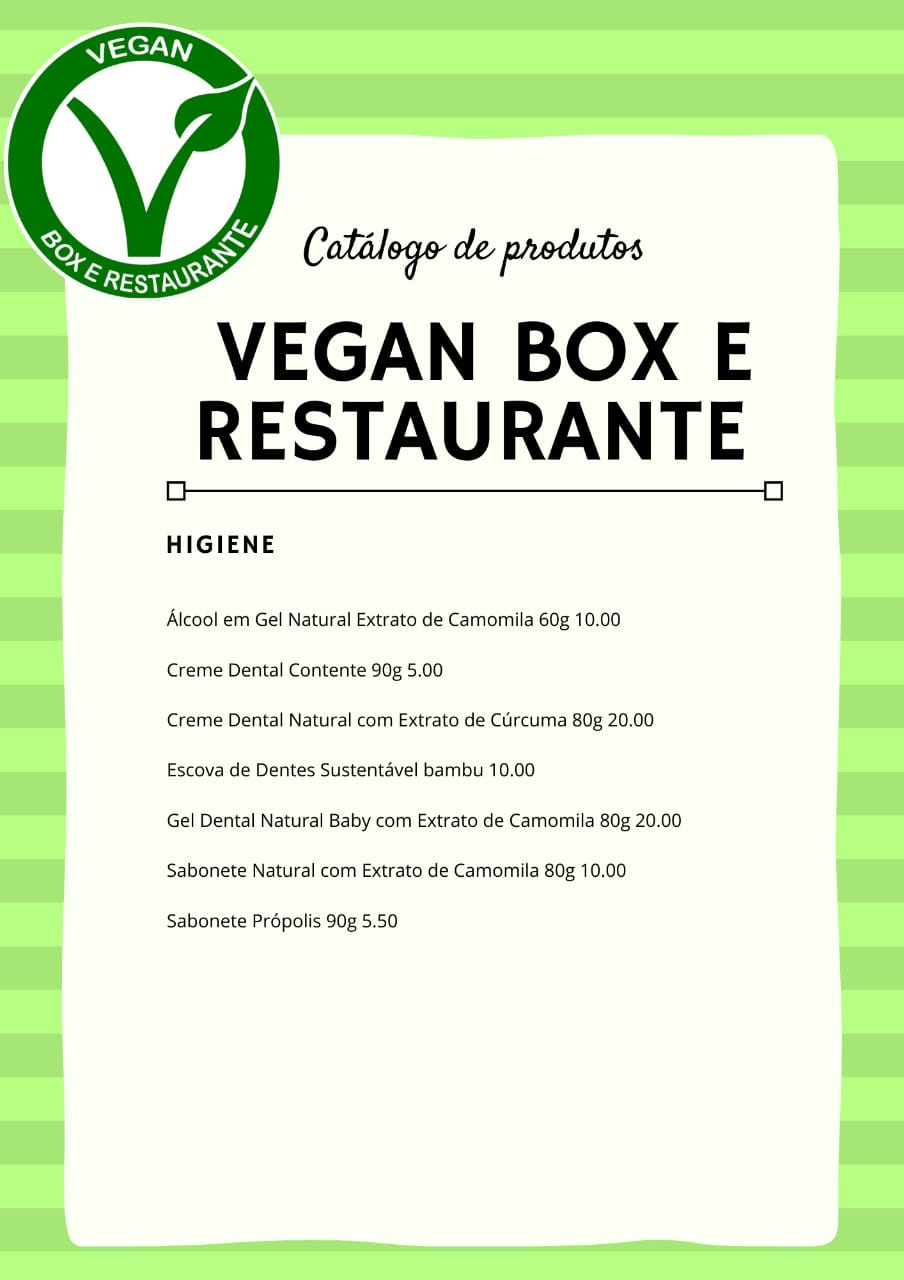 VEGAN
BOX E RESTAURANTE
Catálogo de produtos
VEGAN BOX E
RESTAURANTE
HIGIENE
Álcool em Gel Natural Extrato de Camomila 60g 10.00
Creme Dental Contente 90g 5.00
Creme Dental Natural com Extrato de Cúrcuma 80g 20.00
Escova de Dentes Sustentável bambu 10.00
Gel Dental Natural Baby com Extrato de Camomila 80g 20.00
Sabonete Natural com Extrato de Camomila 80g 10.00
Sabonete Própolis 90g 5.50